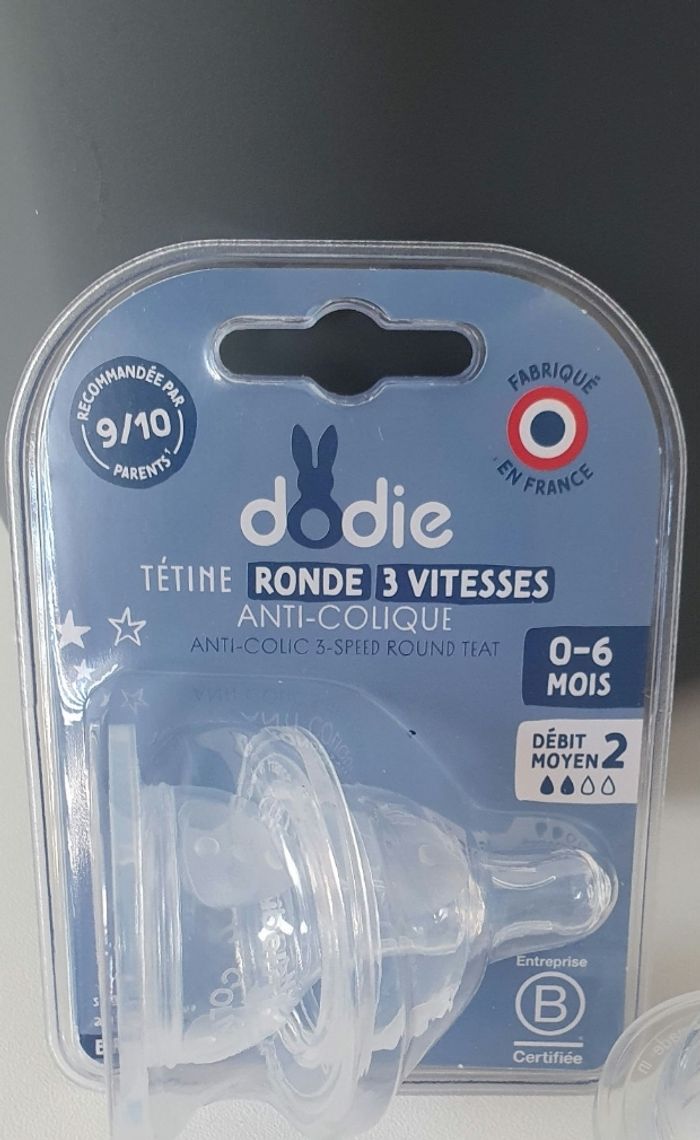 RECOMMANDÉE PAR
9/10
PARENTS¹
FABRIQUÉ
EN FRANCE
dodie
TÉTINE RONDE 3 VITESSES
ANTI-COLIQUE
ANTI-COLIC 3-SPEED ROUND TEAT
0-6
MOIS
DÉBIT
MOYEN 2
Entreprise
B
Certifiée